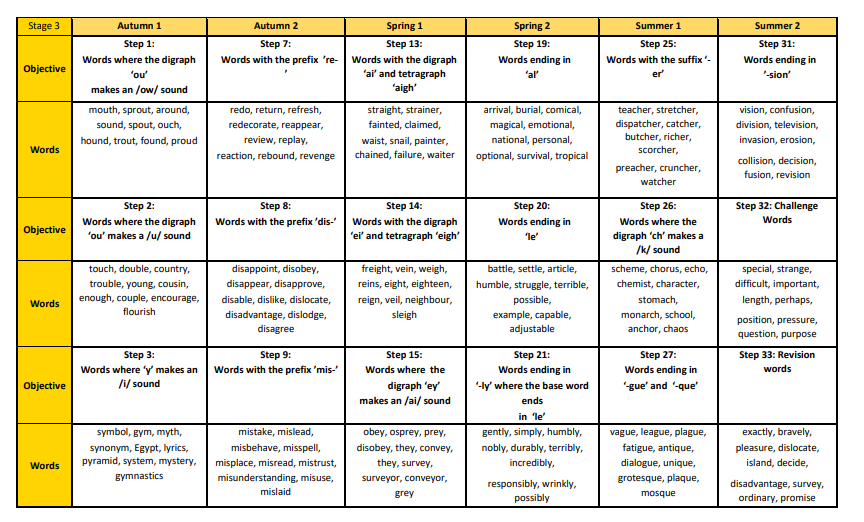 Stage 3
Autumn 1
Autumn 2
Spring 1
Spring 2
Summer 1
Summer 2
Objective
Step 1:
Words where the digraph
‘ou’
makes an /ow/ sound
Step 7:
Words with the prefix ’re-
’
Step 13:
Words with the digraph
‘ai’ and tetragraph
‘aigh’
Step 19:
Words ending in
‘al’
Step 25:
Words with the suffix ‘-
er’
Step 31:
Words ending in
’-sion’
Words
mouth, sprout, around,
sound, spout, ouch,
hound, trout, found, proud
redo, return, refresh,
redecorate, reappear,
review, replay,
reaction, rebound, revenge
straight, strainer,
fainted, claimed,
waist, snail, painter,
chained, failure, waiter
arrival, burial, comical,
magical, emotional,
national, personal,
optional, survival, tropical
teacher, stretcher,
dispatcher, catcher,
butcher, richer,
scorcher,
preacher, cruncher,
watcher
vision, confusion,
division, television,
invasion, erosion,
collision, decision,
fusion, revision
Objective
Step 2:
Words where the digraph
‘ou’ makes a /u/ sound
Step 8:
Words with the prefix ’dis-’
Step 14:
Words with the digraph
‘ei’ and tetragraph ‘eigh’
Step 20:
Words ending in
‘le’
Step 26:
Words where the
digraph ‘ch’ makes a
/k/ sound
Step 32: Challenge
Words
Words
touch, double, country,
trouble, young, cousin,
enough, couple, encourage,
flourish
disappoint, disobey,
disappear, disapprove,
disable, dislike, dislocate,
disadvantage, dislodge,
disagree
freight, vein, weigh,
reins, eight, eighteen,
reign, veil, neighbour,
sleigh
battle, settle, article,
humble, struggle, terrible,
possible,
example, capable,
adjustable
scheme, chorus, echo,
chemist, character,
stomach,
monarch, school,
anchor, chaos
special, strange,
difficult, important,
length, perhaps,
position, pressure,
question, purpose
Objective
Step 3:
Words where ‘y’ makes an
/i/ sound
Step 9:
Words with the prefix ’mis-’
Step 15:
Words where the
digraph ‘ey’
makes an /ai/ sound
Step 21:
Words ending in
‘-ly’ where the base word
ends
in ‘le’
Step 27:
Words ending in
‘-gue’ and ‘-que’
Step 33: Revision
words
Words
symbol, gym, myth,
synonym, Egypt, lyrics,
pyramid, system, mystery,
gymnastics
mistake, mislead,
misbehave, misspell,
misplace, misread, mistrust,
misunderstanding, misuse,
mislaid
obey, osprey, prey,
disobey, they, convey,
they, survey,
surveyor, conveyor,
grey
gently, simply, humbly,
nobly, durably, terribly,
incredibly,
responsibly, wrinkly,
possibly
vague, league, plague,
fatigue, antique,
dialogue, unique,
grotesque, plaque,
mosque
exactly, bravely,
pleasure, dislocate,
island, decide,
disadvantage, survey,
ordinary, promise